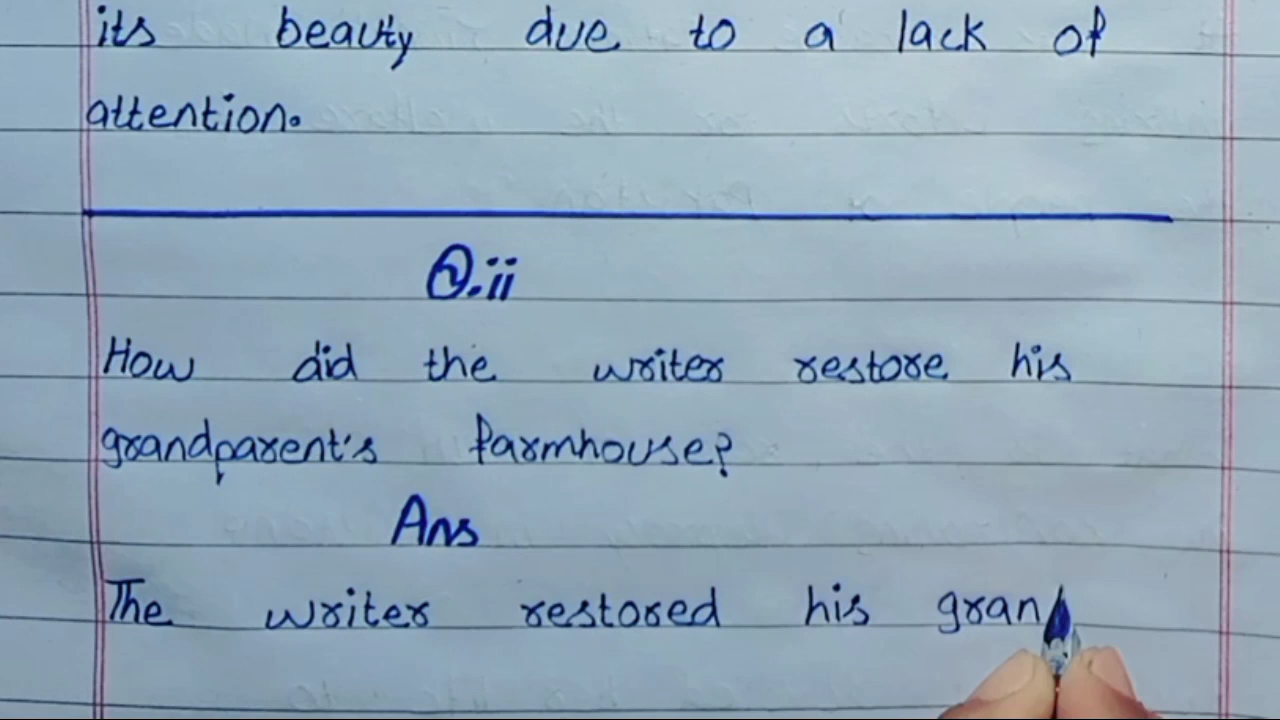 its beauty due to a lack of
attention.
Q.ii
How did the writer restore his
grandparent's farmhouse?
Ans
The writer restored his gran